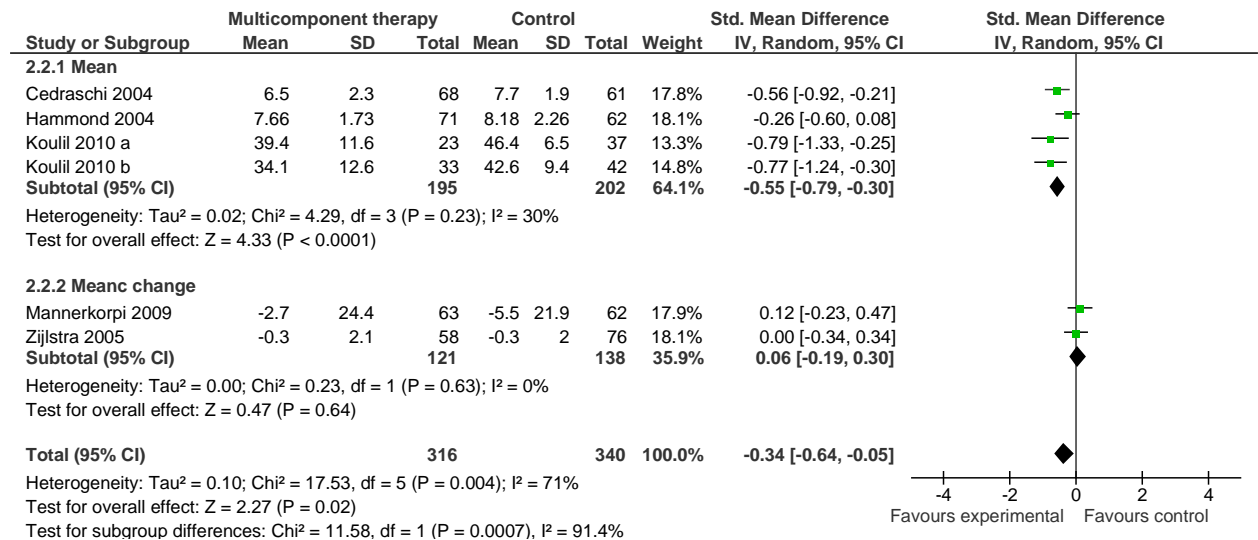 Multicomponent therapy Control Std. Mean Difference Std. Mean Difference
Study or Subgroup Mean SD Total Mean SD Total Weight IV, Random, 95% CI IV, Random, 95% CI
2.2.1 Mean
Cedraschi 2004 6.5 2.3 68 7.7 1.9 61 17.8% -0.56 [-0.92, -0.21]
Hammond 2004 7.66 1.73 71 8.18 2.26 62 18.1% -0.26 [-0.60, 0.08]
Koulil 2010 a 39.4 11.6 23 46.4 6.5 37 13.3% -0.79 [-1.33, -0.25]
Koulil 2010 b 34.1 12.6 33 42.6 9.4 42 14.8% -0.77 [-1.24, -0.30]
Subtotal (95% CI) 195 202 64.1% -0.55 [-0.79, -0.30]
Heterogeneity: Tau² = 0.02; Chi² = 4.29, df = 3 (P = 0.23); I² = 30%
Test for overall effect: Z = 4.33 (P < 0.0001)
2.2.2 Meanc change
Mannerkorpi 2009 -2.7 24.4 63 -5.5 21.9 62 17.9% 0.12 [-0.23, 0.47]
Zijlstra 2005 -0.3 2.1 58 -0.3 2 76 18.1% 0.00 [-0.34, 0.34]
Subtotal (95% CI) 121 138 35.9% 0.06 [-0.19, 0.30]
Heterogeneity: Tau² = 0.00; Chi² = 0.23, df = 1 (P = 0.63); I² = 0%
Test for overall effect: Z = 0.47 (P = 0.64)
Total (95% CI) 316 340 100.0% -0.34 [-0.64, -0.05]
Heterogeneity: Tau² = 0.10; Chi² = 17.53, df = 5 (P = 0.004); I² = 71%
Test for overall effect: Z = 2.27 (P = 0.02)
Test for subgroup differences: Chi² = 11.58, df = 1 (P = 0.0007), I² = 91.4%
-4 -2 0 2 4
Favours experimental Favours control